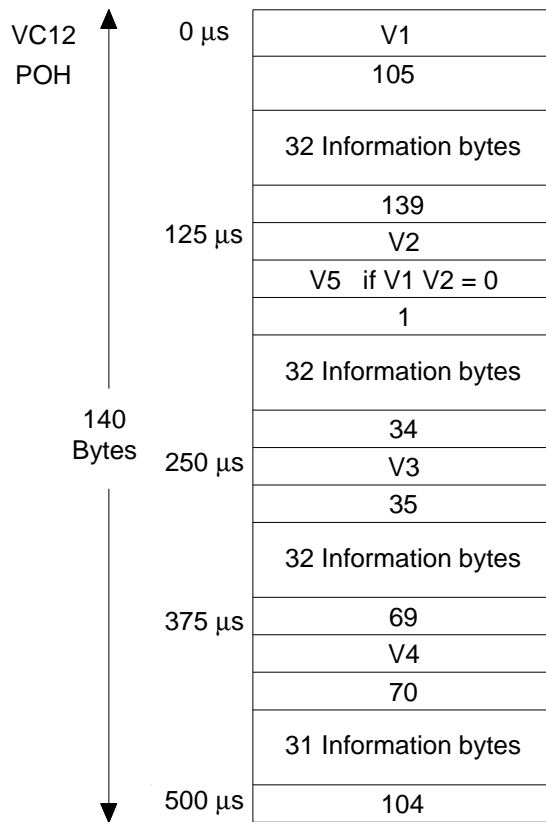 VC12
POH
0 μs
V1
105
32 Information bytes
139
125 μs
V2
V5 if V1 V2 = 0
1
32 Information bytes
140
Bytes
34
250 μs
V3
35
32 Information bytes
375 μs
69
V4
70
31 Information bytes
500 μs
104